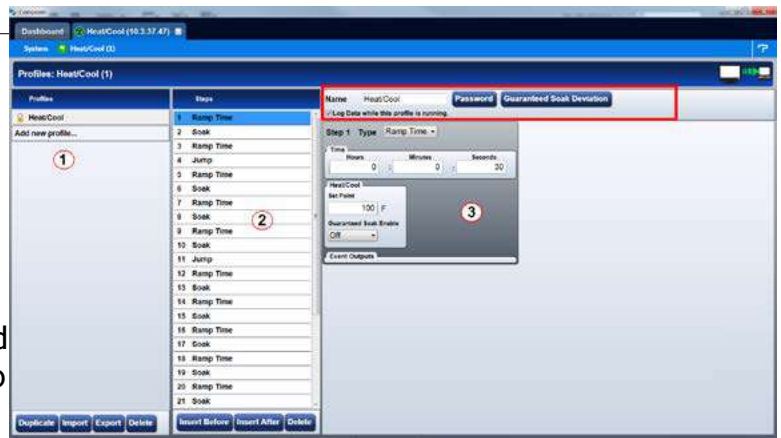 Composer
Dashboard Heat/Cool (10.3.37.47)
System Heat/Cool (1)
?
Profiles: Heat/Cool (1)
Profiles
Heat/Cool
Add new profile...
1
Duplicate Import Export Delete
Steps
1 Ramp Time
2 Soak
3 Ramp Time
4 Jump
5 Ramp Time
6 Soak
7 Ramp Time
8 Soak
9 Ramp Time
10 Soak
11 Jump
12 Ramp Time
13 Soak
14 Ramp Time
15 Soak
16 Ramp Time
17 Soak
18 Ramp Time
19 Soak
20 Ramp Time
21 Soak
2
Insert Before Insert After Delete
Name Heat/Cool Password Guaranteed Soak Deviation
Log Data while this profile is running.
Step 1 Type Ramp Time
Time
Hours Minutes Seconds
0 : 0 : 30
Heat/Cool
Set Point
100 F
Guaranteed Soak Enable
Off
3
Event Outputs
d